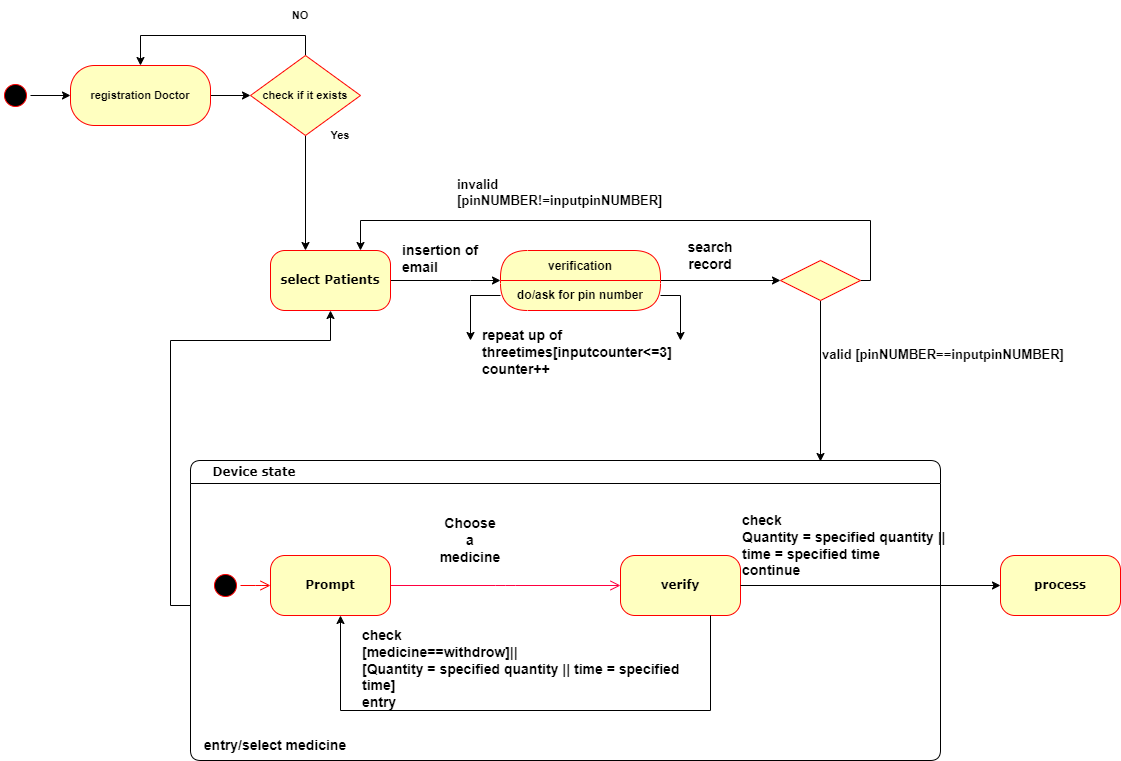 NO
registration Doctor
check if it exists
Yes
invalid
[pinNUMBER!=inputpinNUMBER]
select Patients
insertion of
email
verification
do/ask for pin number
search
record
repeat up of
threetimes[inputcounter<=3]
counter++
valid [pinNUMBER==inputpinNUMBER]
Device state
Choose
a
medicine
check
Quantity = specified quantity ||
time = specified time
continue
Prompt
verify
process
check
[medicine==withdrow]||
[Quantity = specified quantity || time = specified
time]
entry
entry/select medicine